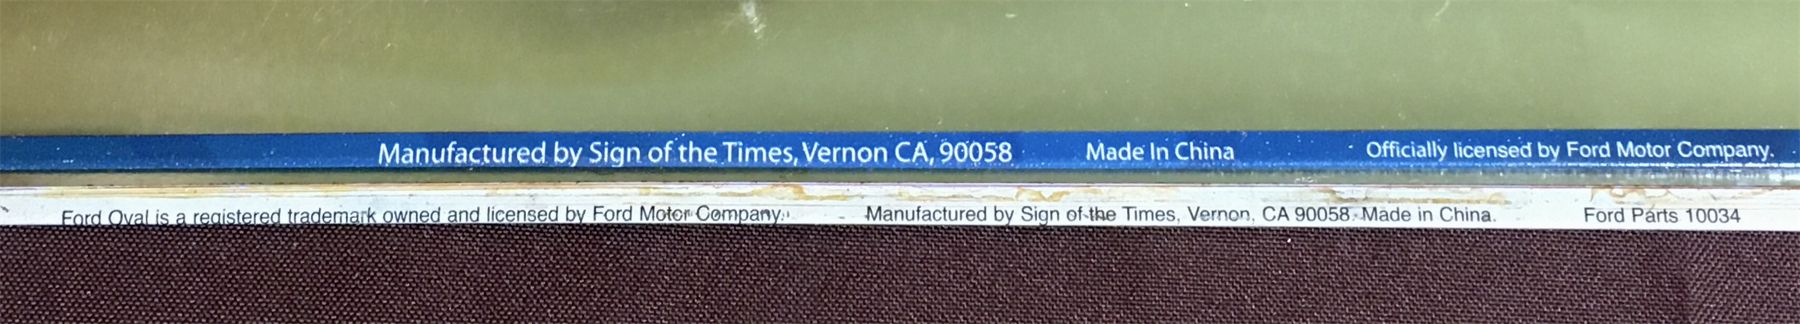 Manufactured by Sign of the Times, Vernon CA, 90058 Made In China Officially licensed by Ford Motor Company.
Ford Oval is a registered trademark owned and licensed by Ford Motor Company. Manufactured by Sign of the Times, Vernon, CA 90058. Made in China. Ford Parts 10034